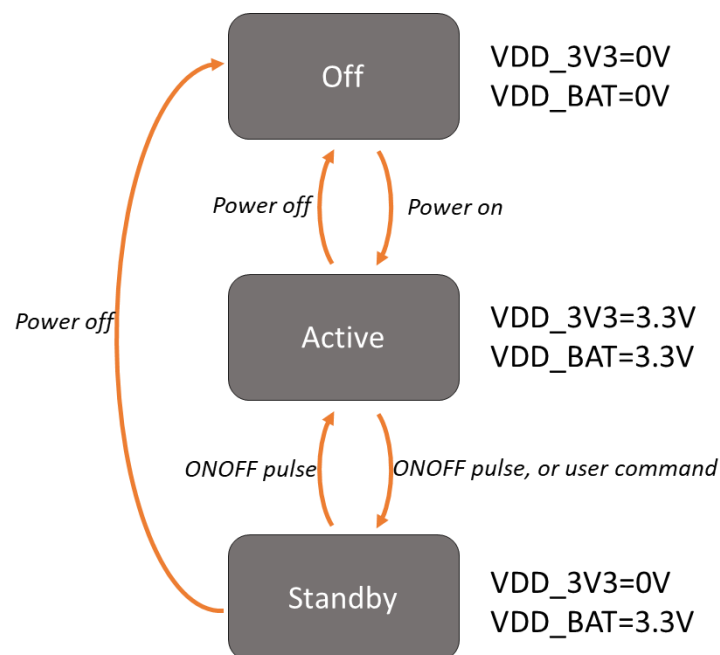 Off
VDD_3V3=0V
VDD_BAT=0V
Power off
Power on
Power off
Active
VDD_3V3=3.3V
VDD_BAT=3.3V
ONOFF pulse
ONOFF pulse, or user command
Standby
VDD_3V3=0V
VDD_BAT=3.3V